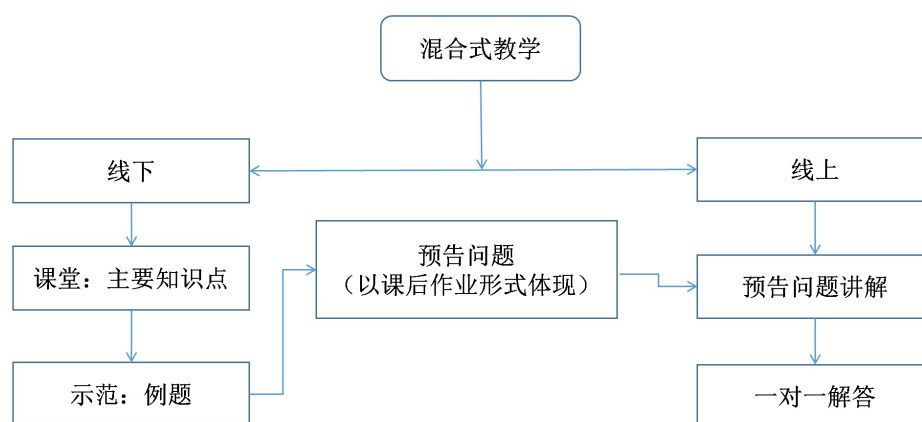 混合式教学
线下
线上
课堂：主要知识点
预告问题
（以课后作业形式体现）
预告问题讲解
示范：例题
一对一解答